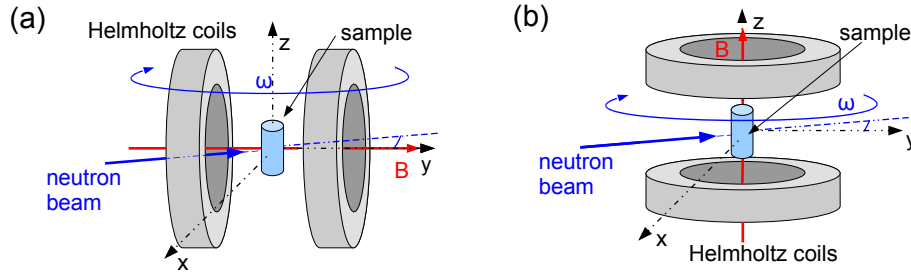 (a)
Helmholtz coils
z
sample
ω
neutron
beam
B
y
x
(b)
z
sample
B
ω
neutron
beam
y
x
Helmholtz coils